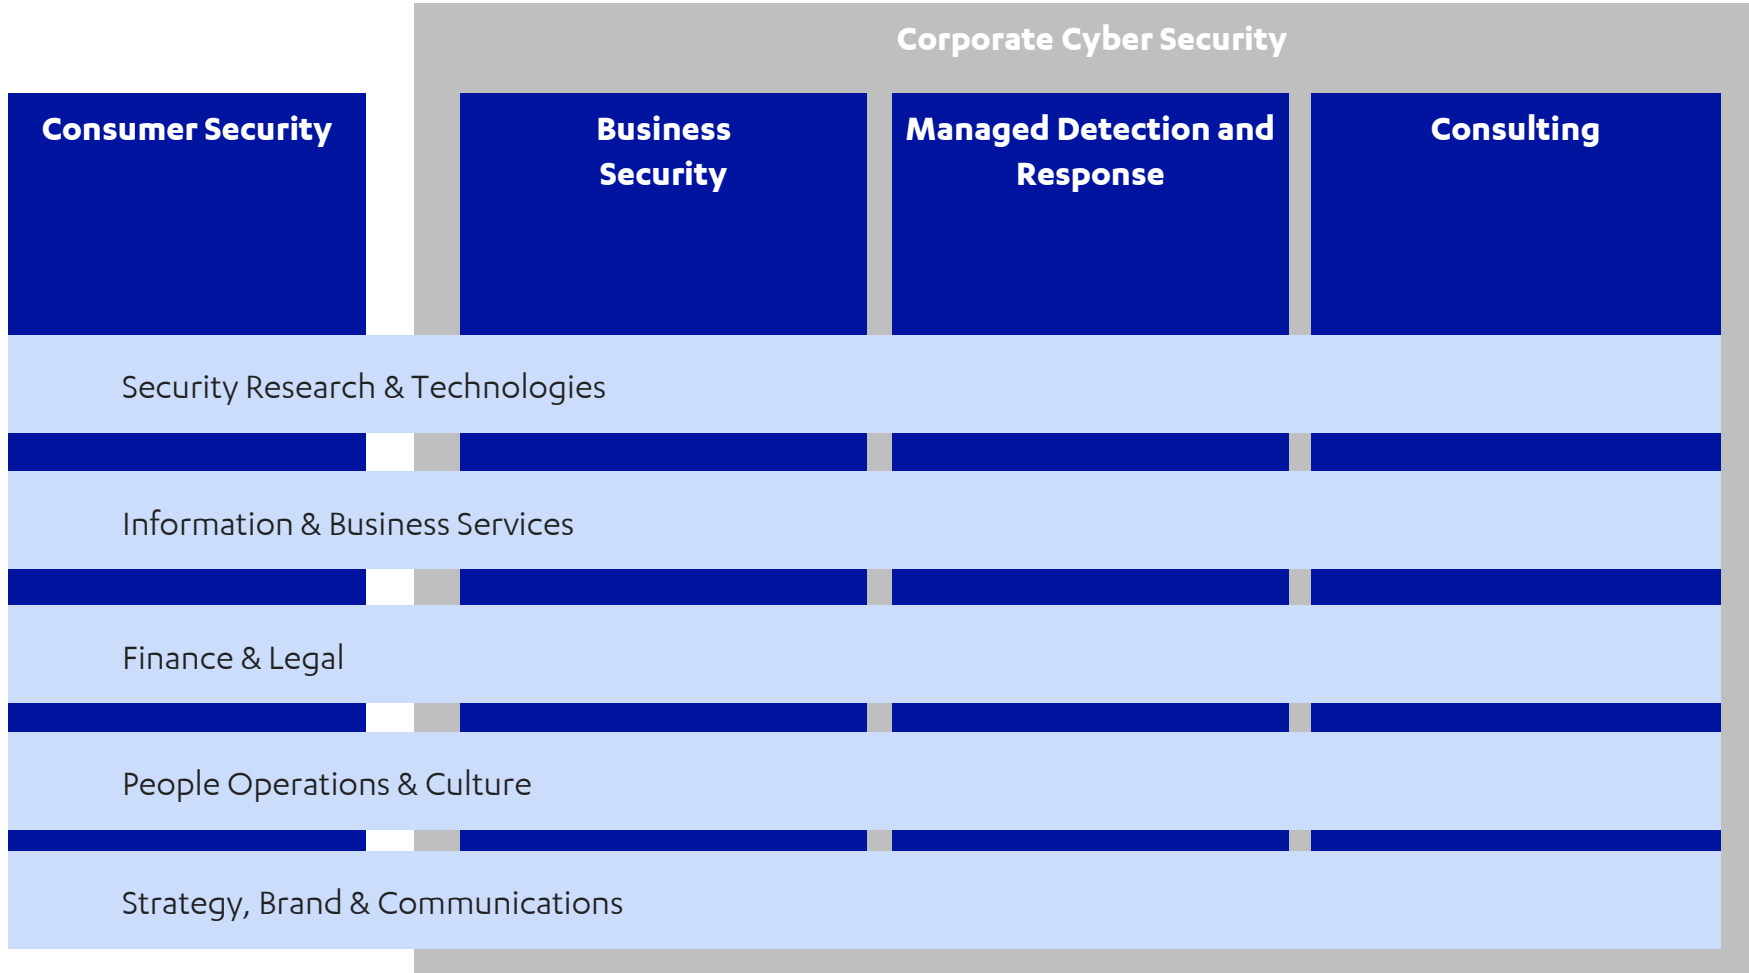 Corporate Cyber Security
Consumer Security
Business
Security
Managed Detection and
Response
Consulting
Security Research & Technologies
Information & Business Services
Finance & Legal
People Operations & Culture
Strategy, Brand & Communications